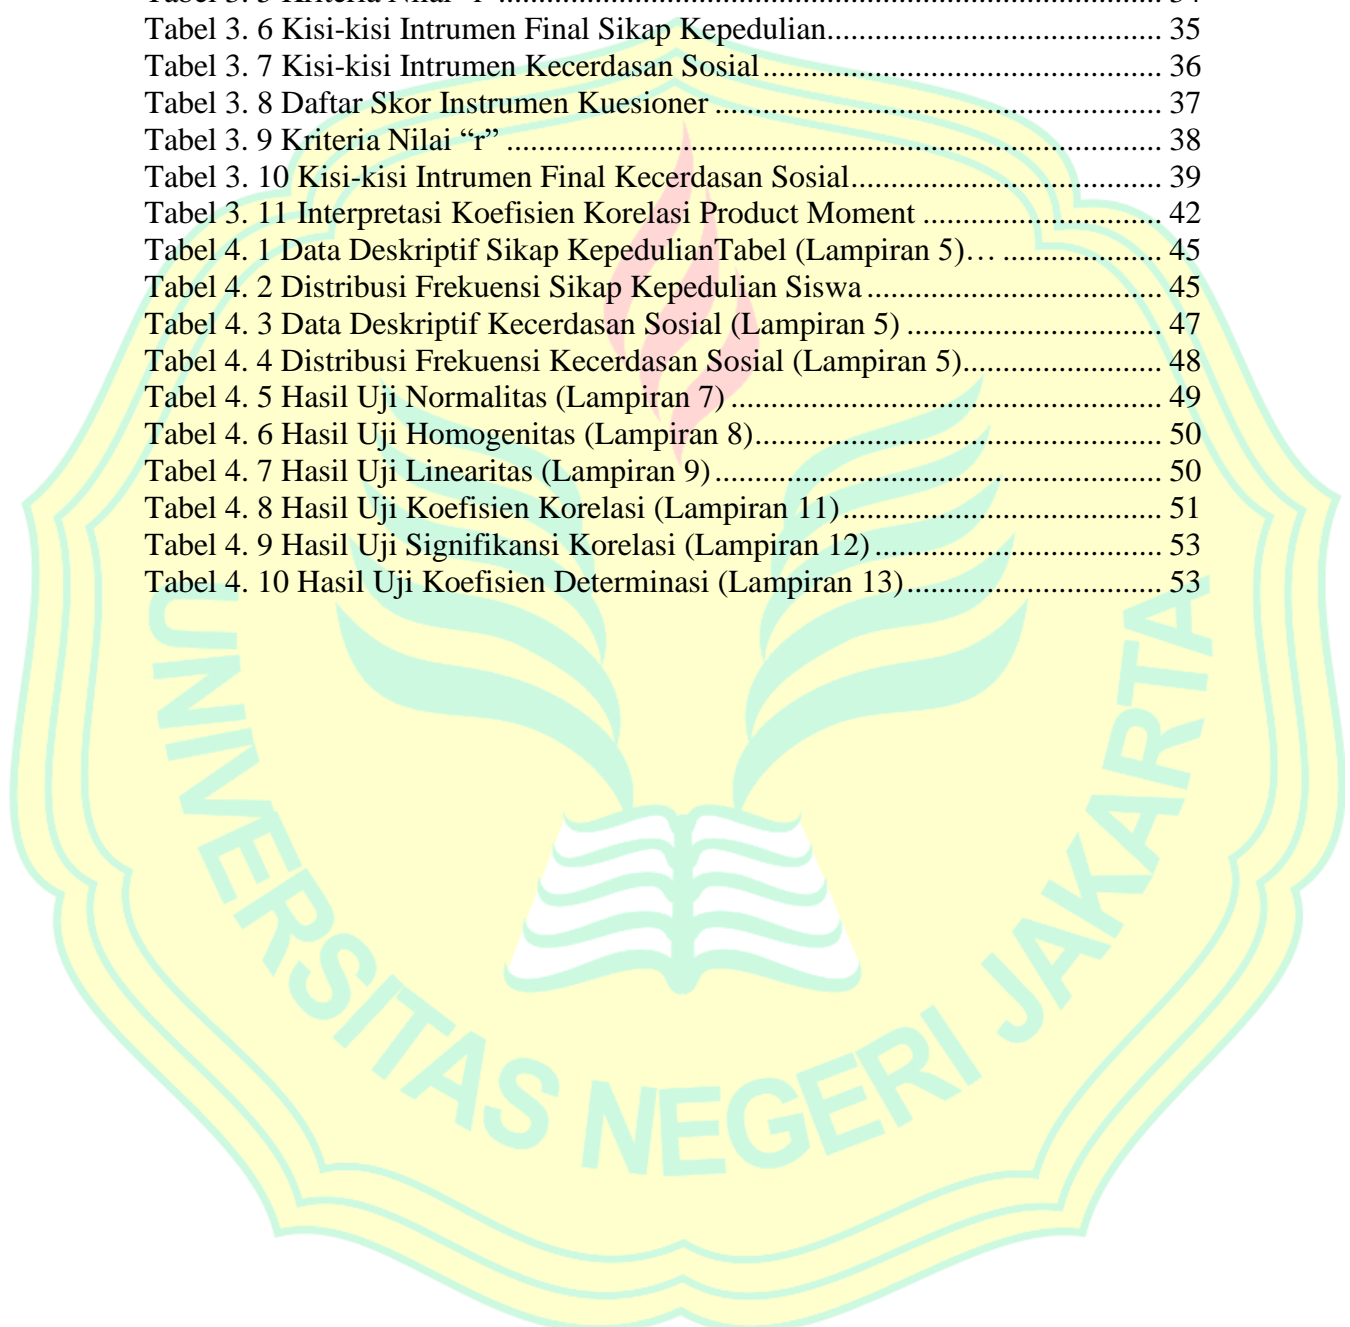 Tabel 3. 6 Kisi-kisi Intrumen Final Sikap Kepedulian............................................ 35
Tabel 3. 7 Kisi-kisi Intrumen Kecerdasan Sosial.................................................... 36
Tabel 3. 8 Daftar Skor Instrumen Kuesioner .......................................................... 37
Tabel 3. 9 Kriteria Nilai “r” ................................................................................... 38
Tabel 3. 10 Kisi-kisi Intrumen Final Kecerdasan Sosial......................................... 39
Tabel 3. 11 Interpretasi Koefisien Korelasi Product Moment ................................ 42
Tabel 4. 1 Data Deskriptif Sikap KepedulianTabel (Lampiran 5)… ..................... 45
Tabel 4. 2 Distribusi Frekuensi Sikap Kepedulian Siswa ....................................... 45
Tabel 4. 3 Data Deskriptif Kecerdasan Sosial (Lampiran 5) .................................. 47
Tabel 4. 4 Distribusi Frekuensi Kecerdasan Sosial (Lampiran 5)........................... 48
Tabel 4. 5 Hasil Uji Normalitas (Lampiran 7) ........................................................ 49
Tabel 4. 6 Hasil Uji Homogenitas (Lampiran 8)..................................................... 50
Tabel 4. 7 Hasil Uji Linearitas (Lampiran 9) .......................................................... 50
Tabel 4. 8 Hasil Uji Koefisien Korelasi (Lampiran 11).......................................... 51
Tabel 4. 9 Hasil Uji Signifikansi Korelasi (Lampiran 12) ...................................... 53
Tabel 4. 10 Hasil Uji Koefisien Determinasi (Lampiran 13).................................. 53
UNIVERSITAS NEGERI JAKARTA